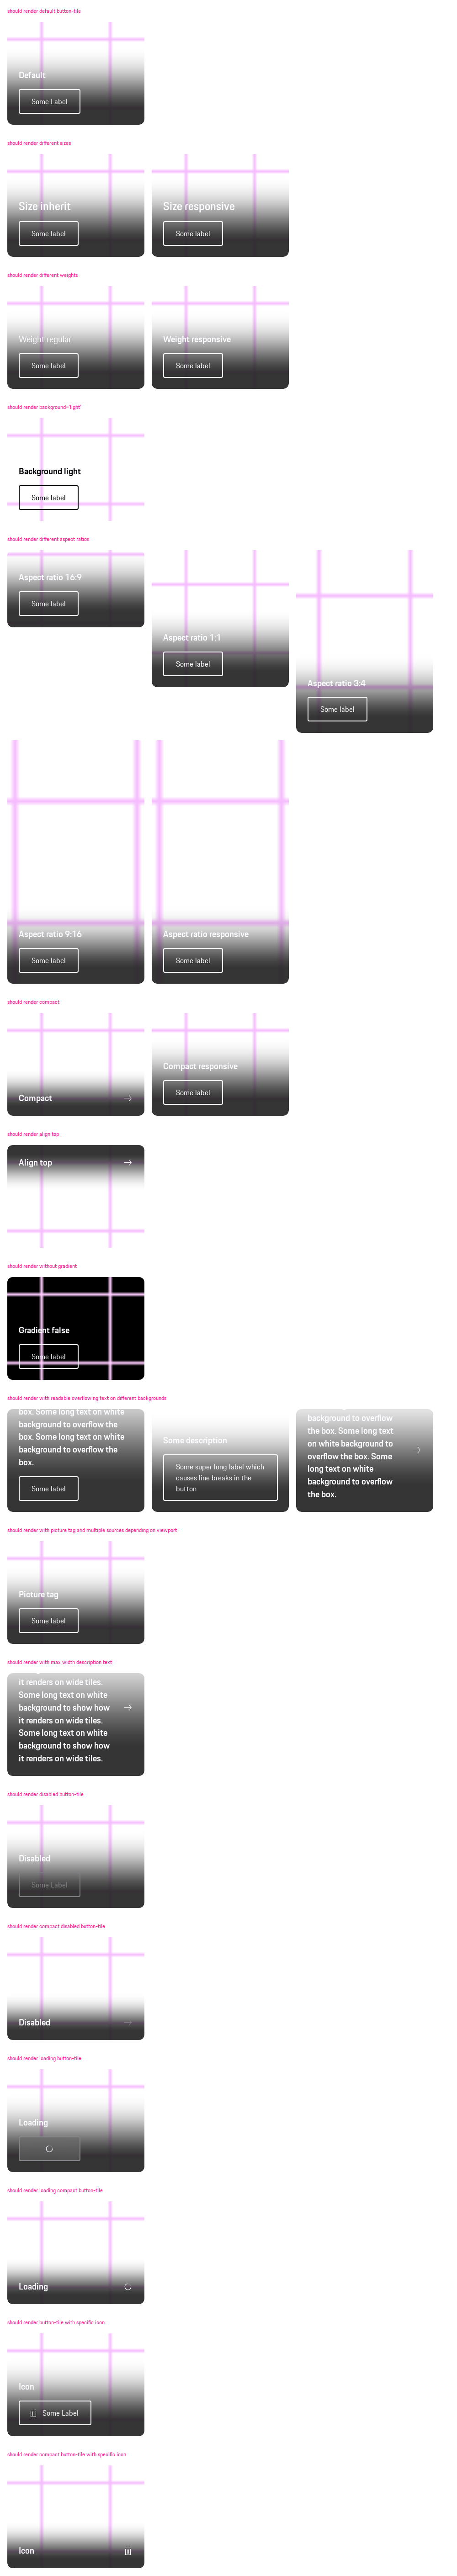 should render default button-tile
Default
Some Label
should render different sizes
Size inherit
Size responsive
Some label
Some label
should render different weights
Weight regular
Weight responsive
Some label
Some label
should render background='light'
Background light
Some label
should render different aspect ratios
Aspect ratio 16:9
Some label
Aspect ratio 1:1
Some label
Aspect ratio 3:4
Some label
Aspect ratio 9:16
Aspect ratio responsive
Some label
Some label
should render compact
Compact
Compact responsive
Some label
should render align top
Align top
should render without gradient
Gradient false
Some label
should render with readable overflowing text on different backgrounds
box. Some long text on white
background to overflow the
box. Some long text on white
background to overflow the
box.
Some label
Some description
Some super long label which
causes line breaks in the
button
background to overflow
the box. Some long text
on white background to
overflow the box. Some
long text on white
background to overflow
the box.
should render with picture tag and multiple sources depending on viewport
Picture tag
Some label
should render with max width description text
it renders on wide tiles.
Some long text on white
background to show how
it renders on wide tiles.
Some long text on white
background to show how
it renders on wide tiles.
should render disabled button-tile
Disabled
Some Label
should render compact disabled button-tile
Disabled
should render loading button-tile
Loading
should render loading compact button-tile
Loading
should render button-tile with specific icon
Icon
Some Label
should render compact button-tile with specific icon
Icon